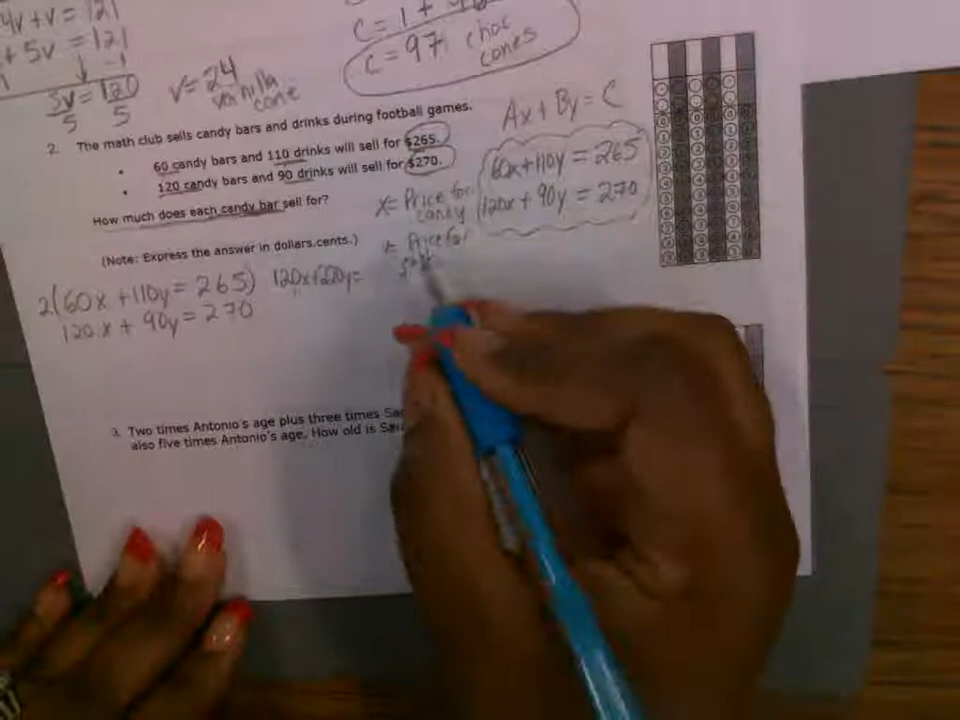 4v + v = 121
+ 5v = 121
-1
5v = 120
5 5
v = 24
vanilla
cone
C = 1 +
C = 97 choc
cones
2. The math club sells candy bars and drinks during football games.
• 60 candy bars and 110 drinks will sell for $265.
• 120 candy bars and 90 drinks will sell for $270.
How much does each candy bar sell for?
(Note: Express the answer in dollars.cents.)
Ax + By = C
60x + 110y = 265
120x + 90y = 270
x = Price for
candy
Price for
2(60x + 110y = 265) 120x + 220y =
120x + 90y = 270
3. Two times Antonio's age plus three times
also five times Antonio's age. How old is